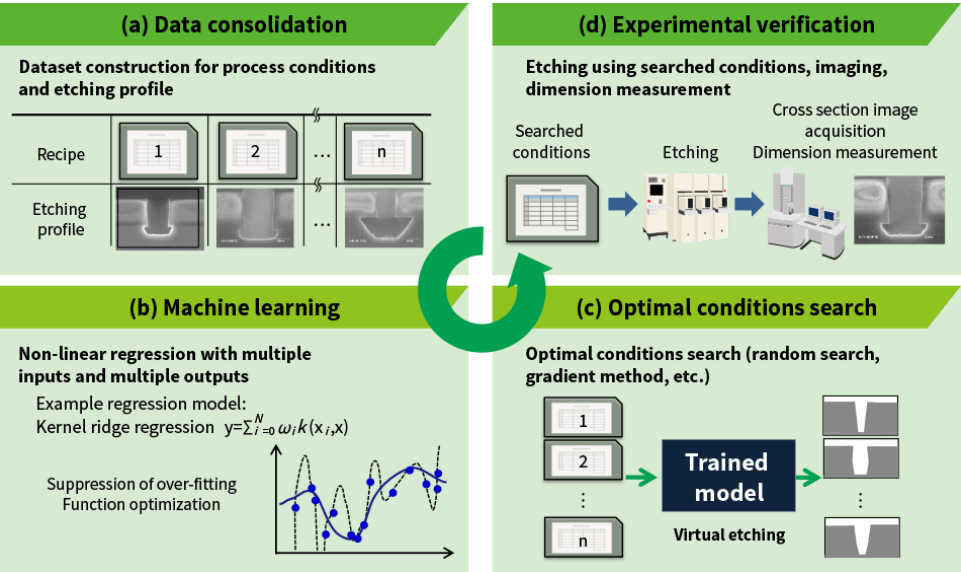 (a) Data consolidation
Dataset construction for process conditions
and etching profile
Recipe
1
2
...
n
Etching
profile
...
(d) Experimental verification
Etching using searched conditions, imaging,
dimension measurement
Searched
conditions
Etching
Cross section image
acquisition
Dimension measurement
(b) Machine learning
Non-linear regression with multiple
inputs and multiple outputs
Example regression model:
Kernel ridge regression y=∑ᴺᵢ₌₀ ωᵢk(xᵢ,x)
Suppression of over-fitting
Function optimization
(c) Optimal conditions search
Optimal conditions search (random search,
gradient method, etc.)
1
2
⋮
n
Trained
model
Virtual etching
⋮